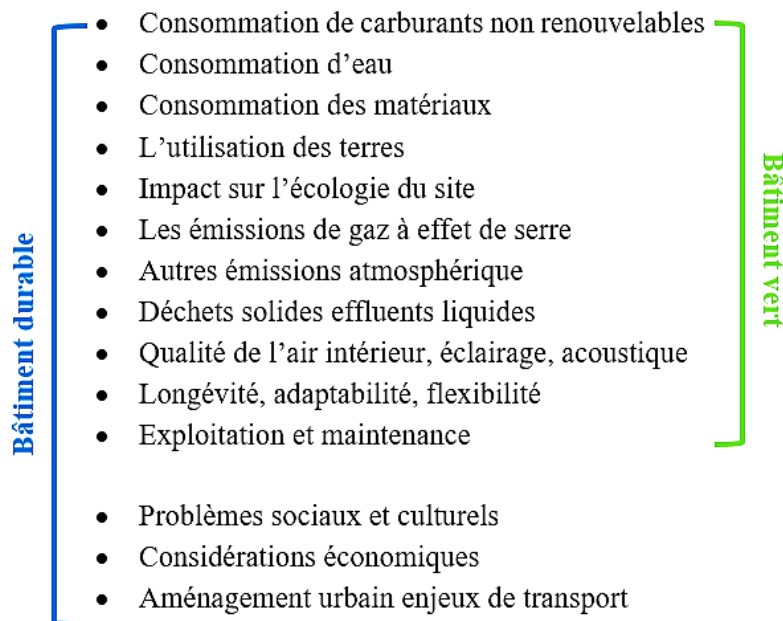 • Consommation de carburants non renouvelables
• Consommation d’eau
• Consommation des matériaux
• L’utilisation des terres
• Impact sur l’écologie du site
• Les émissions de gaz à effet de serre
• Autres émissions atmosphérique
• Déchets solides effluents liquides
• Qualité de l’air intérieur, éclairage, acoustique
• Longévité, adaptabilité, flexibilité
• Exploitation et maintenance
• Problèmes sociaux et culturels
• Considérations économiques
• Aménagement urbain enjeux de transport
Bâtiment durable
Bâtiment vert